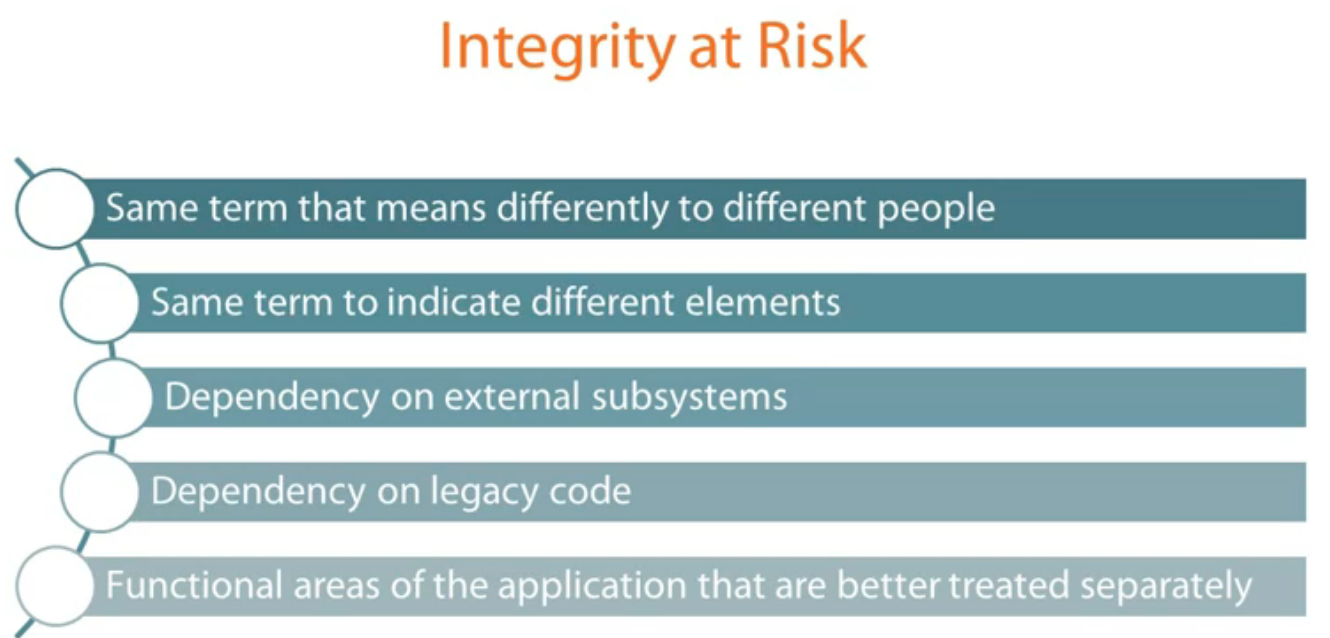 Integrity at Risk
Same term that means differently to different people
Same term to indicate different elements
Dependency on external subsystems
Dependency on legacy code
Functional areas of the application that are better treated separately